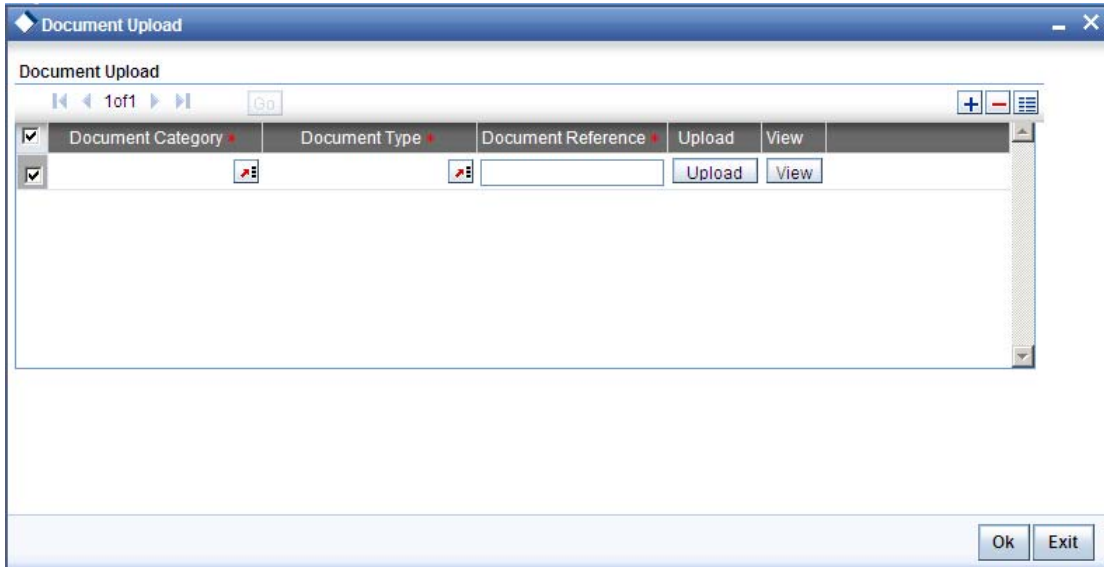 Document Upload
Document Upload
1of1 Go
Document Category * Document Type * Document Reference * Upload View
Upload View
Ok Exit